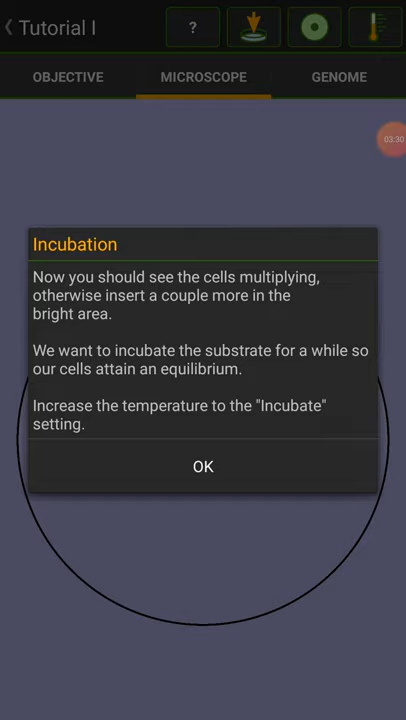 Tutorial I
?
OBJECTIVE
MICROSCOPE
GENOME
03:30
Incubation
Now you should see the cells multiplying,
otherwise insert a couple more in the
bright area.
We want to incubate the substrate for a while so
our cells attain an equilibrium.
Increase the temperature to the "Incubate"
setting.
OK